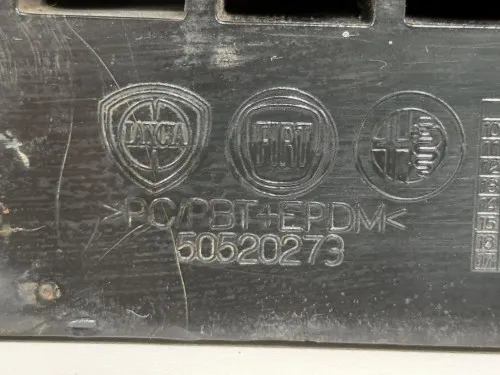 LANCIA FIAT
>PC/PBT+EPDM<
50520273